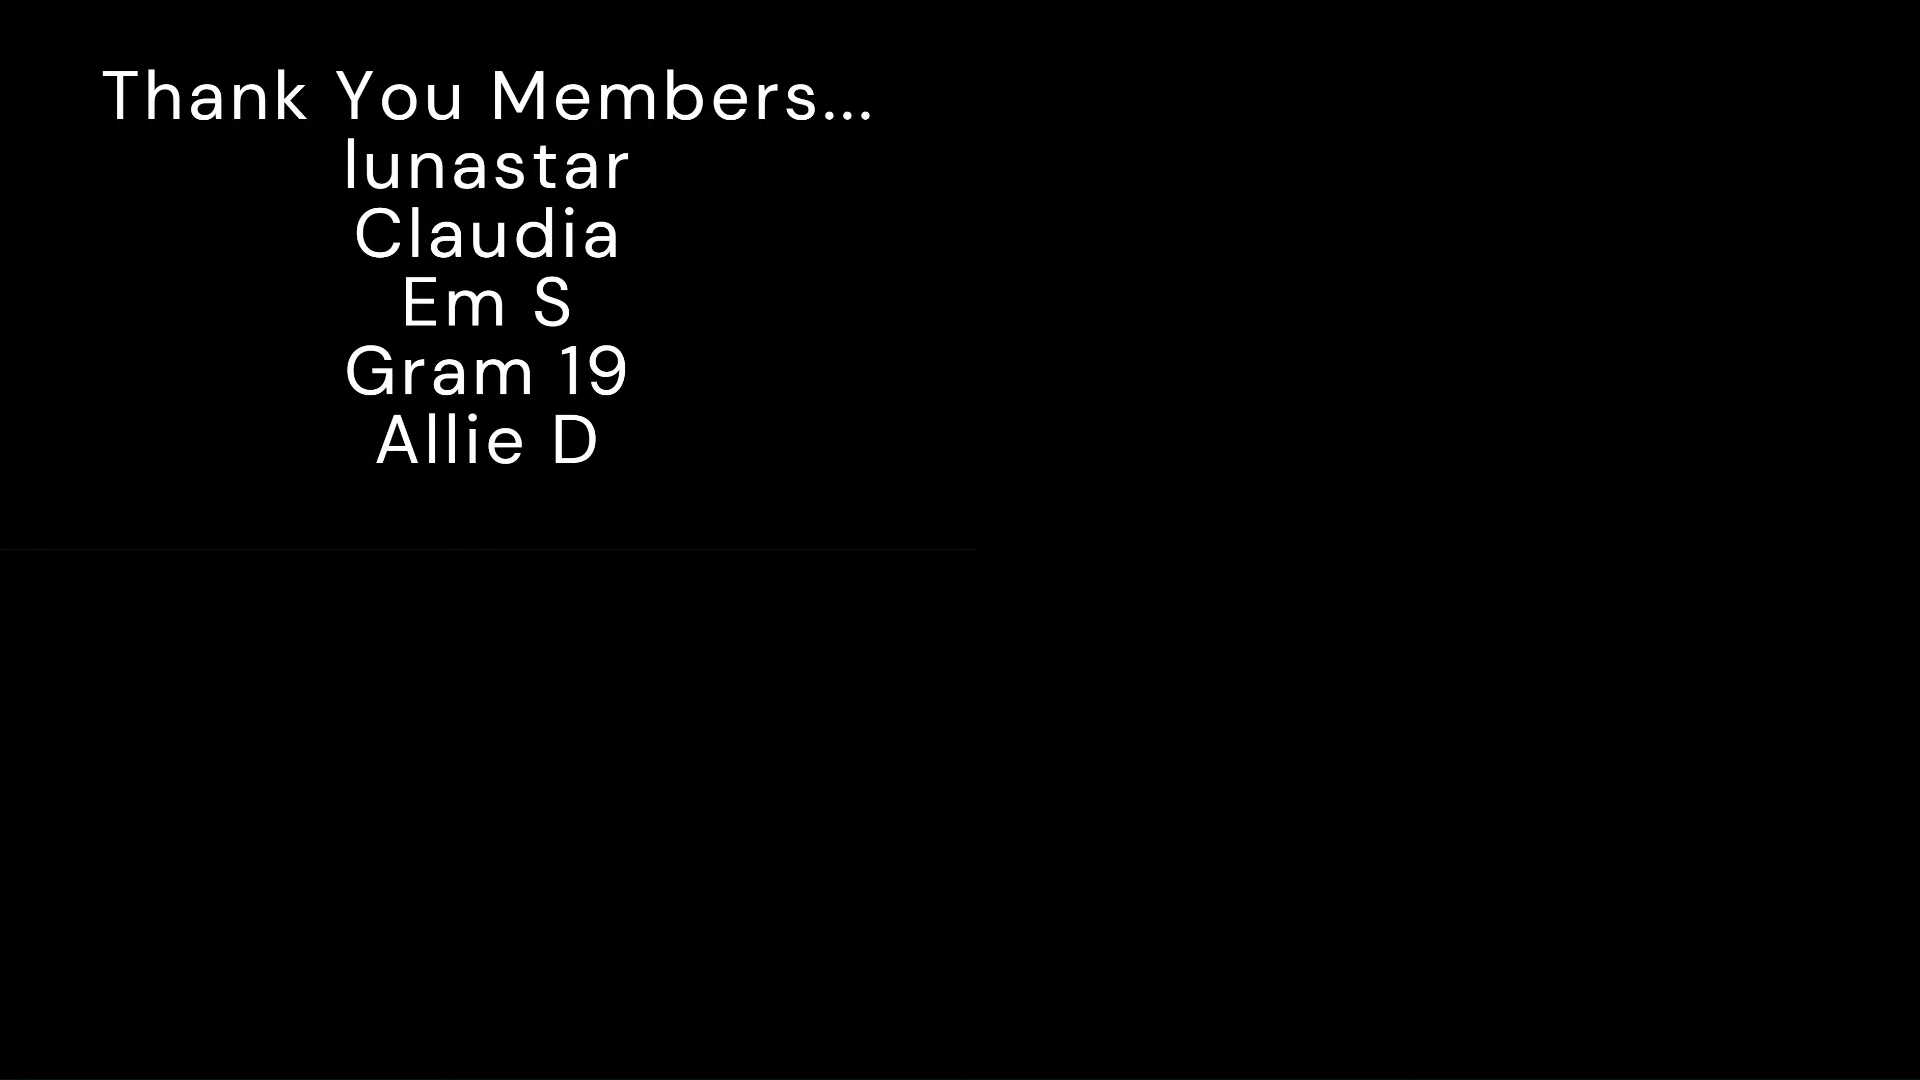 Thank You Members...
lunastar
Claudia
Em S
Gram 19
Allie D